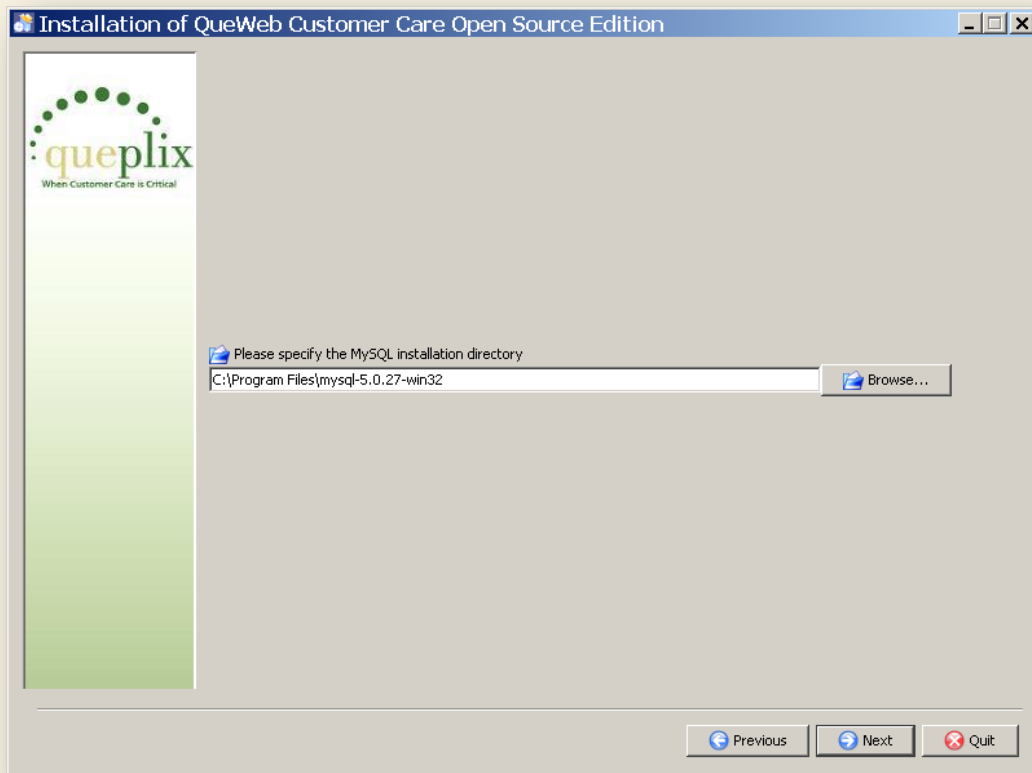 Installation of QueWeb Customer Care Open Source Edition
queplix
When Customer Care is Critical
Please specify the MySQL installation directory
C:\Program Files\mysql-5.0.27-win32
Browse...
Previous
Next
Quit